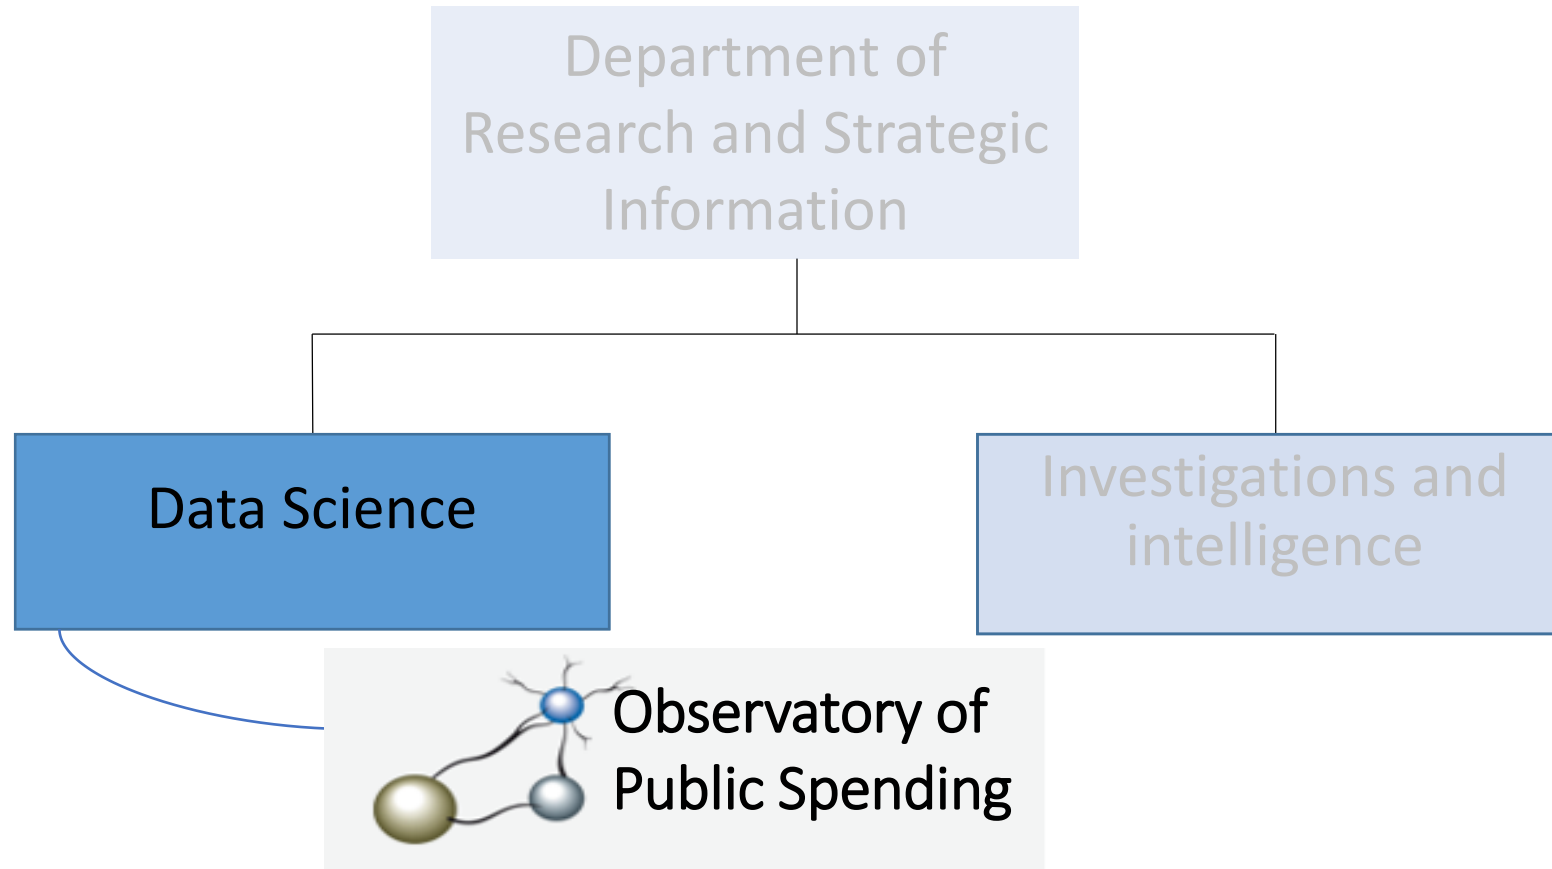 Department of
Research and Strategic
Information
Data Science
Investigations and
intelligence
Observatory of
Public Spending